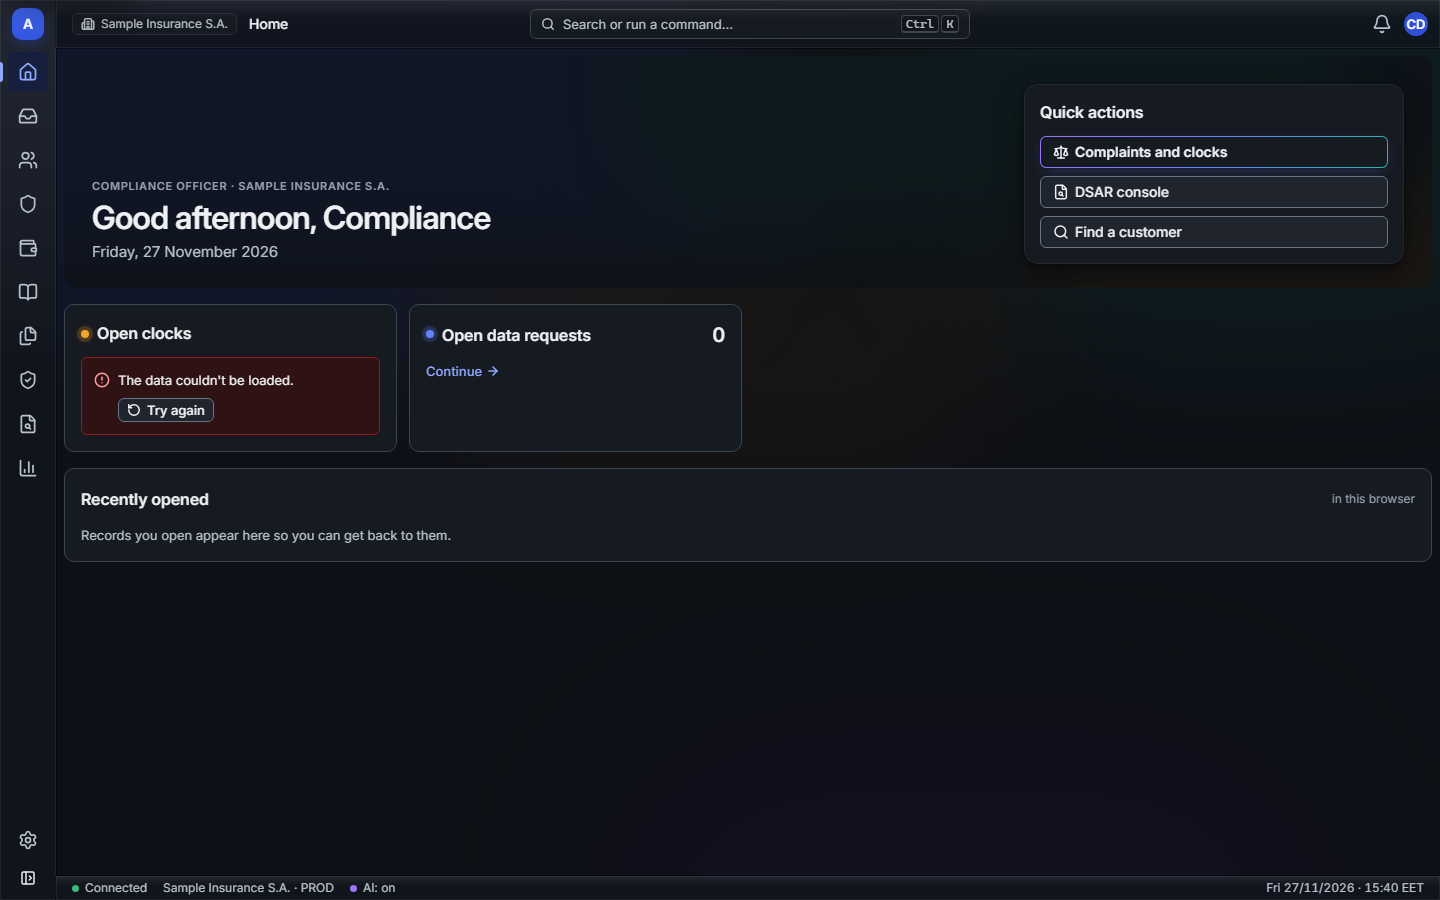 A
Sample Insurance S.A.
Home
Search or run a command...
Ctrl K
CD
COMPLIANCE OFFICER · SAMPLE INSURANCE S.A.
Good afternoon, Compliance
Friday, 27 November 2026
Quick actions
Complaints and clocks
DSAR console
Find a customer
Open clocks
The data couldn't be loaded.
Try again
Open data requests
0
Continue →
Recently opened
in this browser
Records you open appear here so you can get back to them.
Connected
Sample Insurance S.A. · PROD
AI: on
Fri 27/11/2026 · 15:40 EET